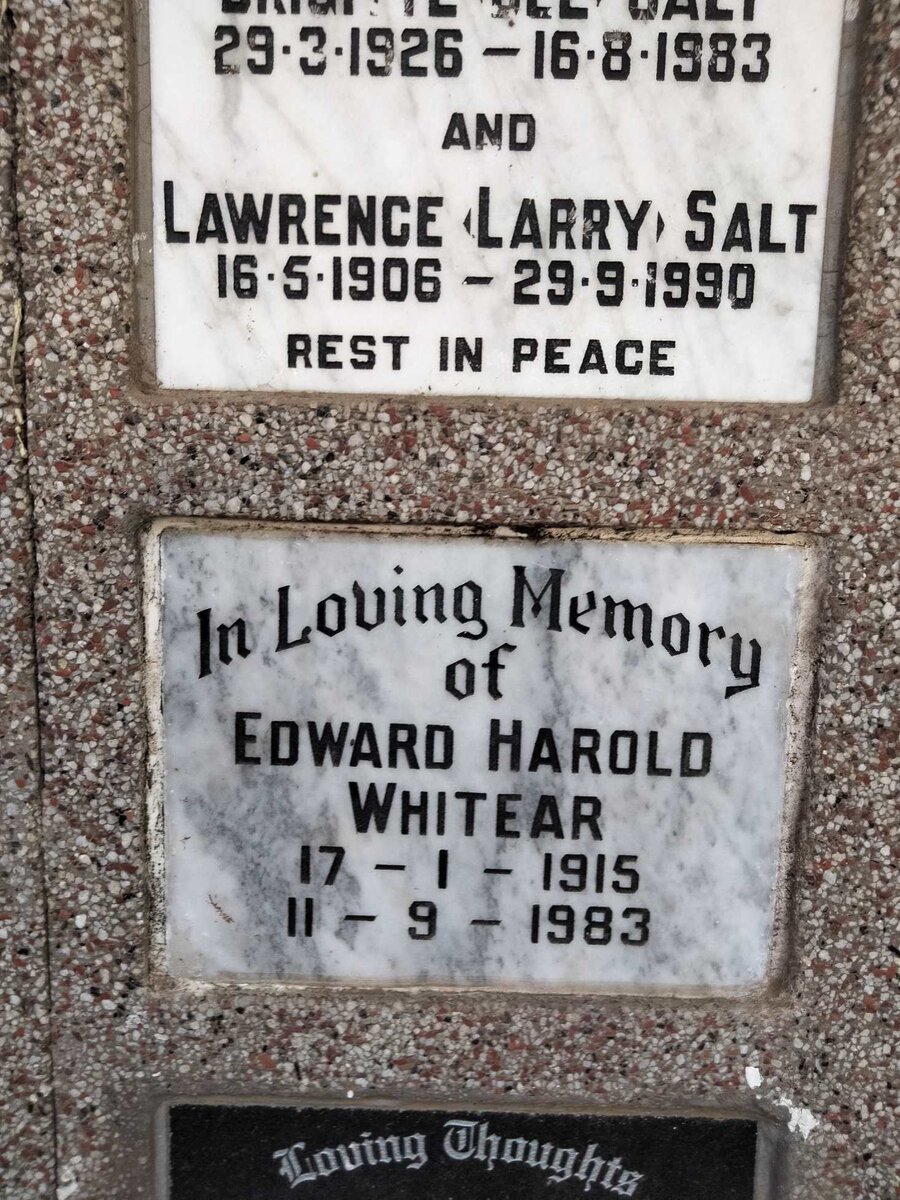 SALT
29·3·1926 – 16·8·1983
AND
LAWRENCE (LARRY) SALT
16·5·1906 – 29·9·1990
REST IN PEACE
In Loving Memory
of
EDWARD HAROLD
WHITEAR
17 – 1 – 1915
11 – 9 – 1983
Loving Thoughts